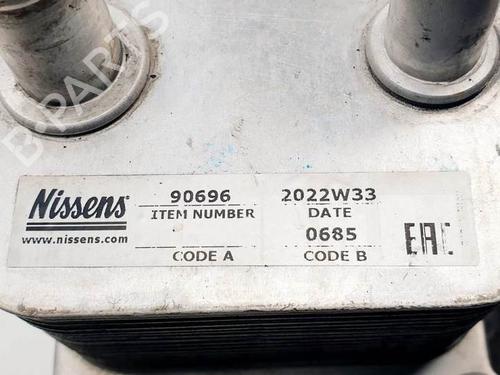 B-PARTS
Nissens
www.nissens.com
90696
ITEM NUMBER
CODE A
2022W33
DATE
0685
CODE B
EAC